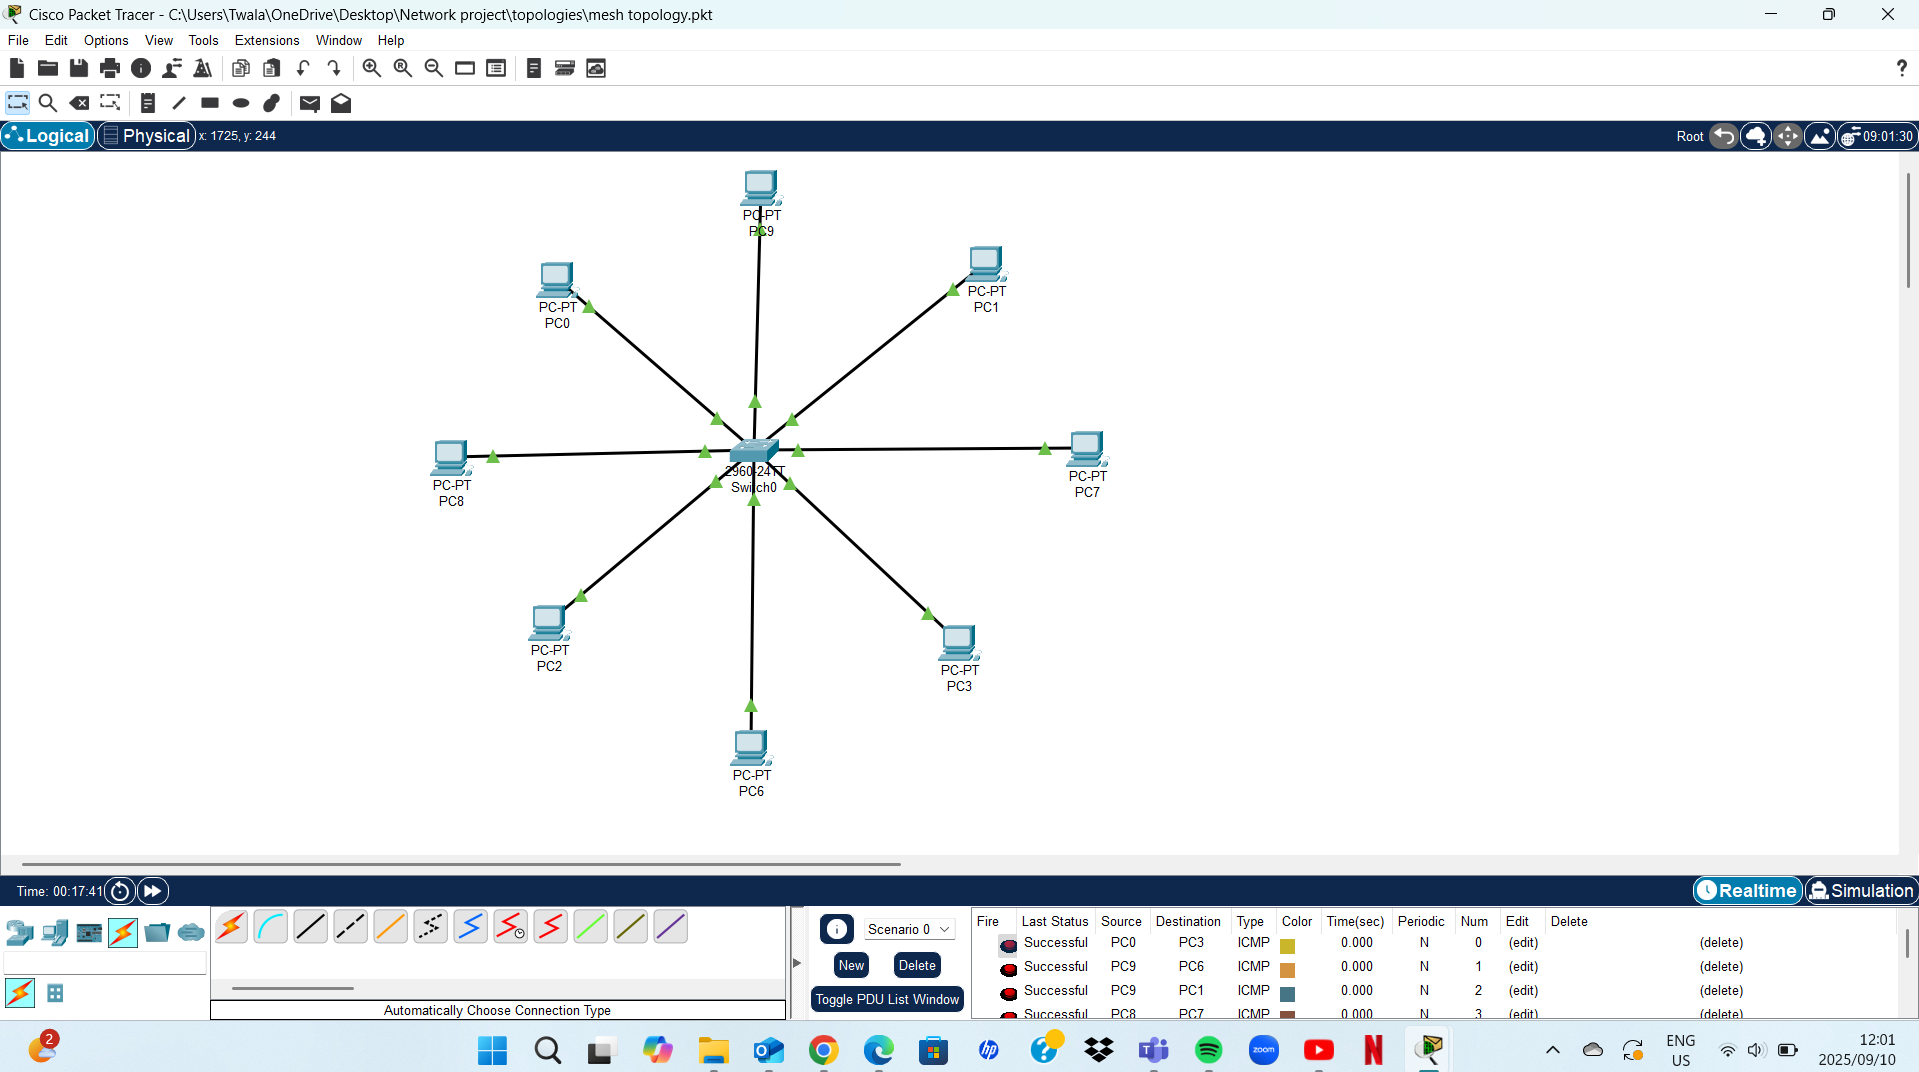 Cisco Packet Tracer - C:\Users\Twala\OneDrive\Desktop\Network project\topologies\mesh topology.pkt
File Edit Options View Tools Extensions Window Help
?
Logical Physical x: 1725, y: 244 Root 09:01:30
PC-PT
PC9
PC-PT
PC1
PC-PT
PC0
2960-24TT
Switch0
PC-PT
PC7
PC-PT
PC8
PC-PT
PC2
PC-PT
PC3
PC-PT
PC6
Time: 00:17:41 Realtime Simulation
Scenario 0
New Delete
Toggle PDU List Window
Automatically Choose Connection Type
Fire Last Status Source Destination Type Color Time(sec) Periodic Num Edit Delete
Successful PC0 PC3 ICMP 0.000 N 0 (edit) (delete)
Successful PC9 PC6 ICMP 0.000 N 1 (edit) (delete)
Successful PC9 PC1 ICMP 0.000 N 2 (edit) (delete)
Successful PC8 PC7 ICMP 0.000 N 3 (edit) (delete)
2
hp
zoom
N
ENG
US
12:01
2025/09/10